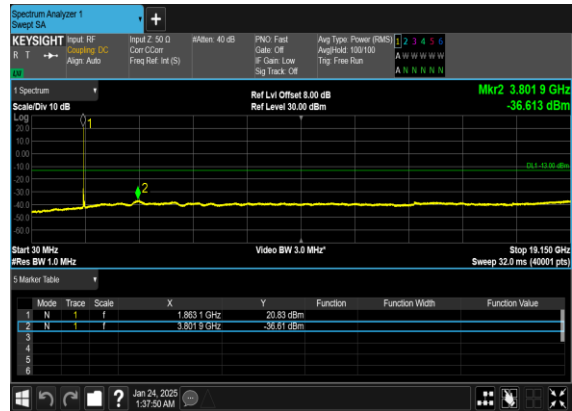 Spectrum Analyzer 1
Swept SA
+
KEYSIGHT Input: RF Input Z: 50 Ω #Atten: 40 dB PNO: Fast Avg Type: Power (RMS) 1 2 3 4 5 6
R T Coupling: DC Corr CCorr Gate: Off Avg|Hold: 100/100 A W W W W W
Align: Auto Freq Ref: Int (S) IF Gain: Low Trig: Free Run
Sig Track: Off A N N N N N
LXI
1 Spectrum Ref Lvl Offset 8.00 dB Mkr2 3.801 9 GHz
Scale/Div 10 dB Ref Level 30.00 dBm -36.613 dBm
Log
20.0
10.0
0.00
-10.0
-20.0
-30.0
-40.0
-50.0
-60.0
1
2
DL1 -13.00 dBm
Start 30 MHz Video BW 3.0 MHz* Stop 19.150 GHz
#Res BW 1.0 MHz Sweep 32.0 ms (40001 pts)
5 Marker Table
Mode Trace Scale X Y Function Function Width Function Value
1 N 1 f 1.863 1 GHz 20.83 dBm
2 N 1 f 3.801 9 GHz -36.61 dBm
3
4
5
6
? Jan 24, 2025
1:37:50 AM